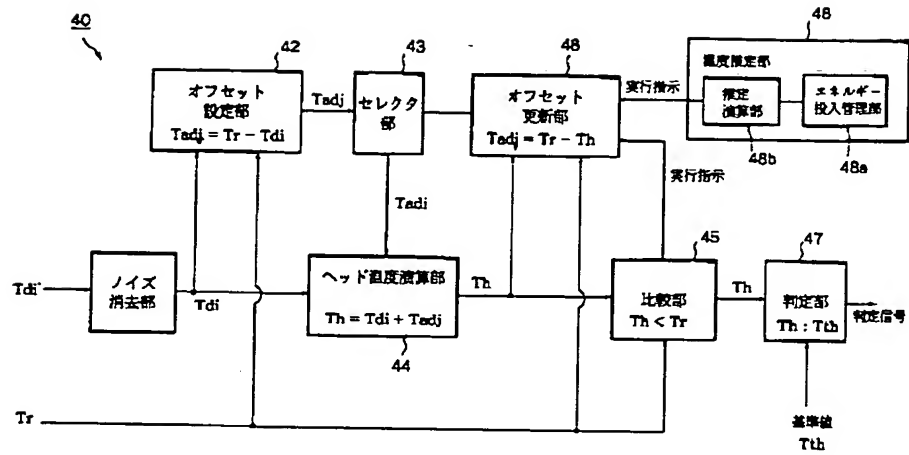 40
42
オフセット
設定部
Tadj = Tr − Tdi
Tadj
43
セレクタ
部
48
オフセット
更新部
Tadj = Tr − Th
実行指示
48
温度推定部
推定
演算部
48b
エネルギー
投入管理部
48a
実行指示
Tadi
Tdi'
ノイズ
消去部
Tdi
ヘッド温度演算部
Th = Tdi + Tadj
44
Th
45
比較部
Th < Tr
Th
47
判定部
Th : Tth
判定信号
Tr
基準値
Tth